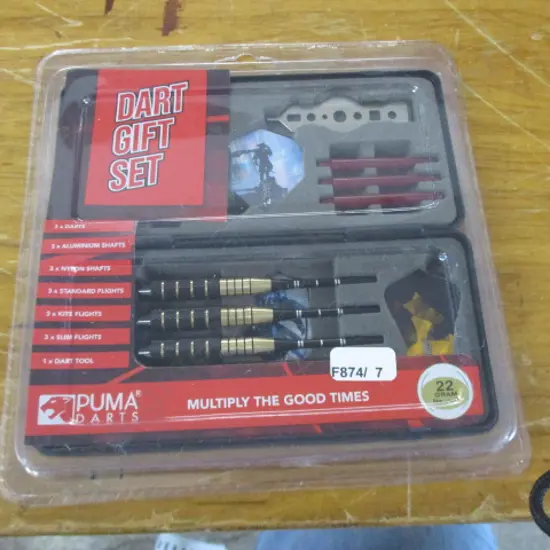 DART
GIFT
SET
3 x DARTS
3 x ALUMINIUM SHAFTS
3 x NYLON SHAFTS
3 x STANDARD FLIGHTS
3 x KITE FLIGHTS
3 x SLIM FLIGHTS
1 x DART TOOL
F874/ 7
PUMA®
DARTS
MULTIPLY THE GOOD TIMES
22
GRAM